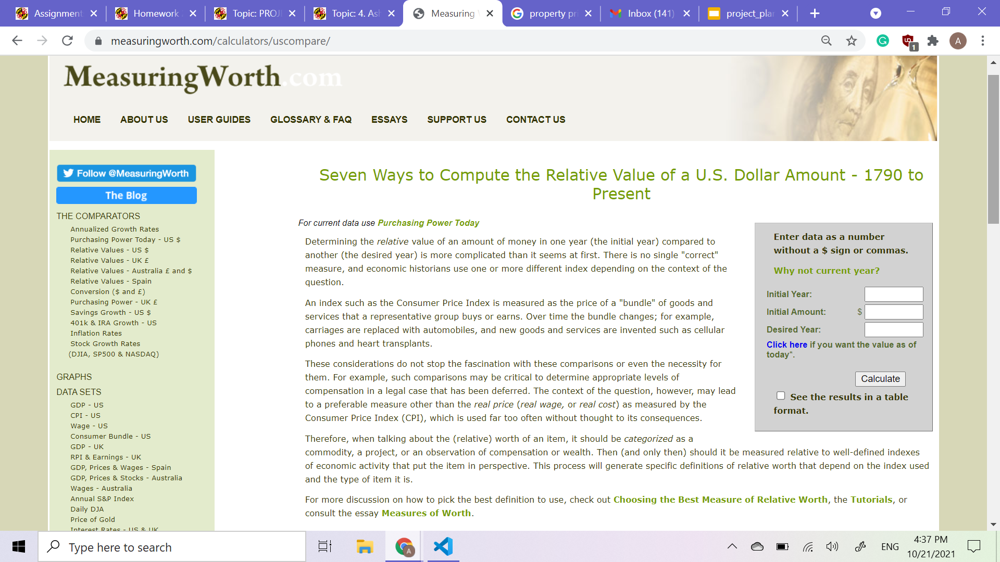 Assignment
Homework
Topic: PROJ
Topic: 4. Ash
Measuring
property pri
Inbox (141)
project_plan
measuringworth.com/calculators/uscompare/
1
A
MeasuringWorth.com
HOME ABOUT US USER GUIDES GLOSSARY & FAQ ESSAYS SUPPORT US CONTACT US
Follow @MeasuringWorth
The Blog
THE COMPARATORS
Annualized Growth Rates
Purchasing Power Today - US $
Relative Values - US $
Relative Values - UK £
Relative Values - Australia £ and $
Relative Values - Spain
Conversion ($ and £)
Purchasing Power - UK £
Savings Growth - US $
401k & IRA Growth - US
Inflation Rates
Stock Growth Rates
(DJIA, SP500 & NASDAQ)
GRAPHS
DATA SETS
GDP - US
CPI - US
Wage - US
Consumer Bundle - US
GDP - UK
RPI & Earnings - UK
GDP, Prices & Wages - Spain
GDP, Prices & Stocks - Australia
Wages - Australia
Annual S&P Index
Daily DJA
Price of Gold
Interest Rates - US & UK
Seven Ways to Compute the Relative Value of a U.S. Dollar Amount - 1790 to
Present
For current data use Purchasing Power Today
Determining the relative value of an amount of money in one year (the initial year) compared to
another (the desired year) is more complicated than it seems at first. There is no single "correct"
measure, and economic historians use one or more different index depending on the context of the
question.
An index such as the Consumer Price Index is measured as the price of a "bundle" of goods and
services that a representative group buys or earns. Over time the bundle changes; for example,
carriages are replaced with automobiles, and new goods and services are invented such as cellular
phones and heart transplants.
These considerations do not stop the fascination with these comparisons or even the necessity for
them. For example, such comparisons may be critical to determine appropriate levels of
compensation in a legal case that has been deferred. The context of the question, however, may lead
to a preferable measure other than the real price (real wage, or real cost) as measured by the
Consumer Price Index (CPI), which is used far too often without thought to its consequences.
Therefore, when talking about the (relative) worth of an item, it should be categorized as a
commodity, a project, or an observation of compensation or wealth. Then (and only then) should it be measured relative to well-defined indexes
of economic activity that put the item in perspective. This process will generate specific definitions of relative worth that depend on the index used
and the type of item it is.
For more discussion on how to pick the best definition to use, check out Choosing the Best Measure of Relative Worth, the Tutorials, or
consult the essay Measures of Worth.
Enter data as a number
without a $ sign or commas.
Why not current year?
Initial Year:
Initial Amount: $
Desired Year:
Click here if you want the value as of
today*.
Calculate
See the results in a table
format.
Type here to search
A
ENG
4:37 PM
10/21/2021